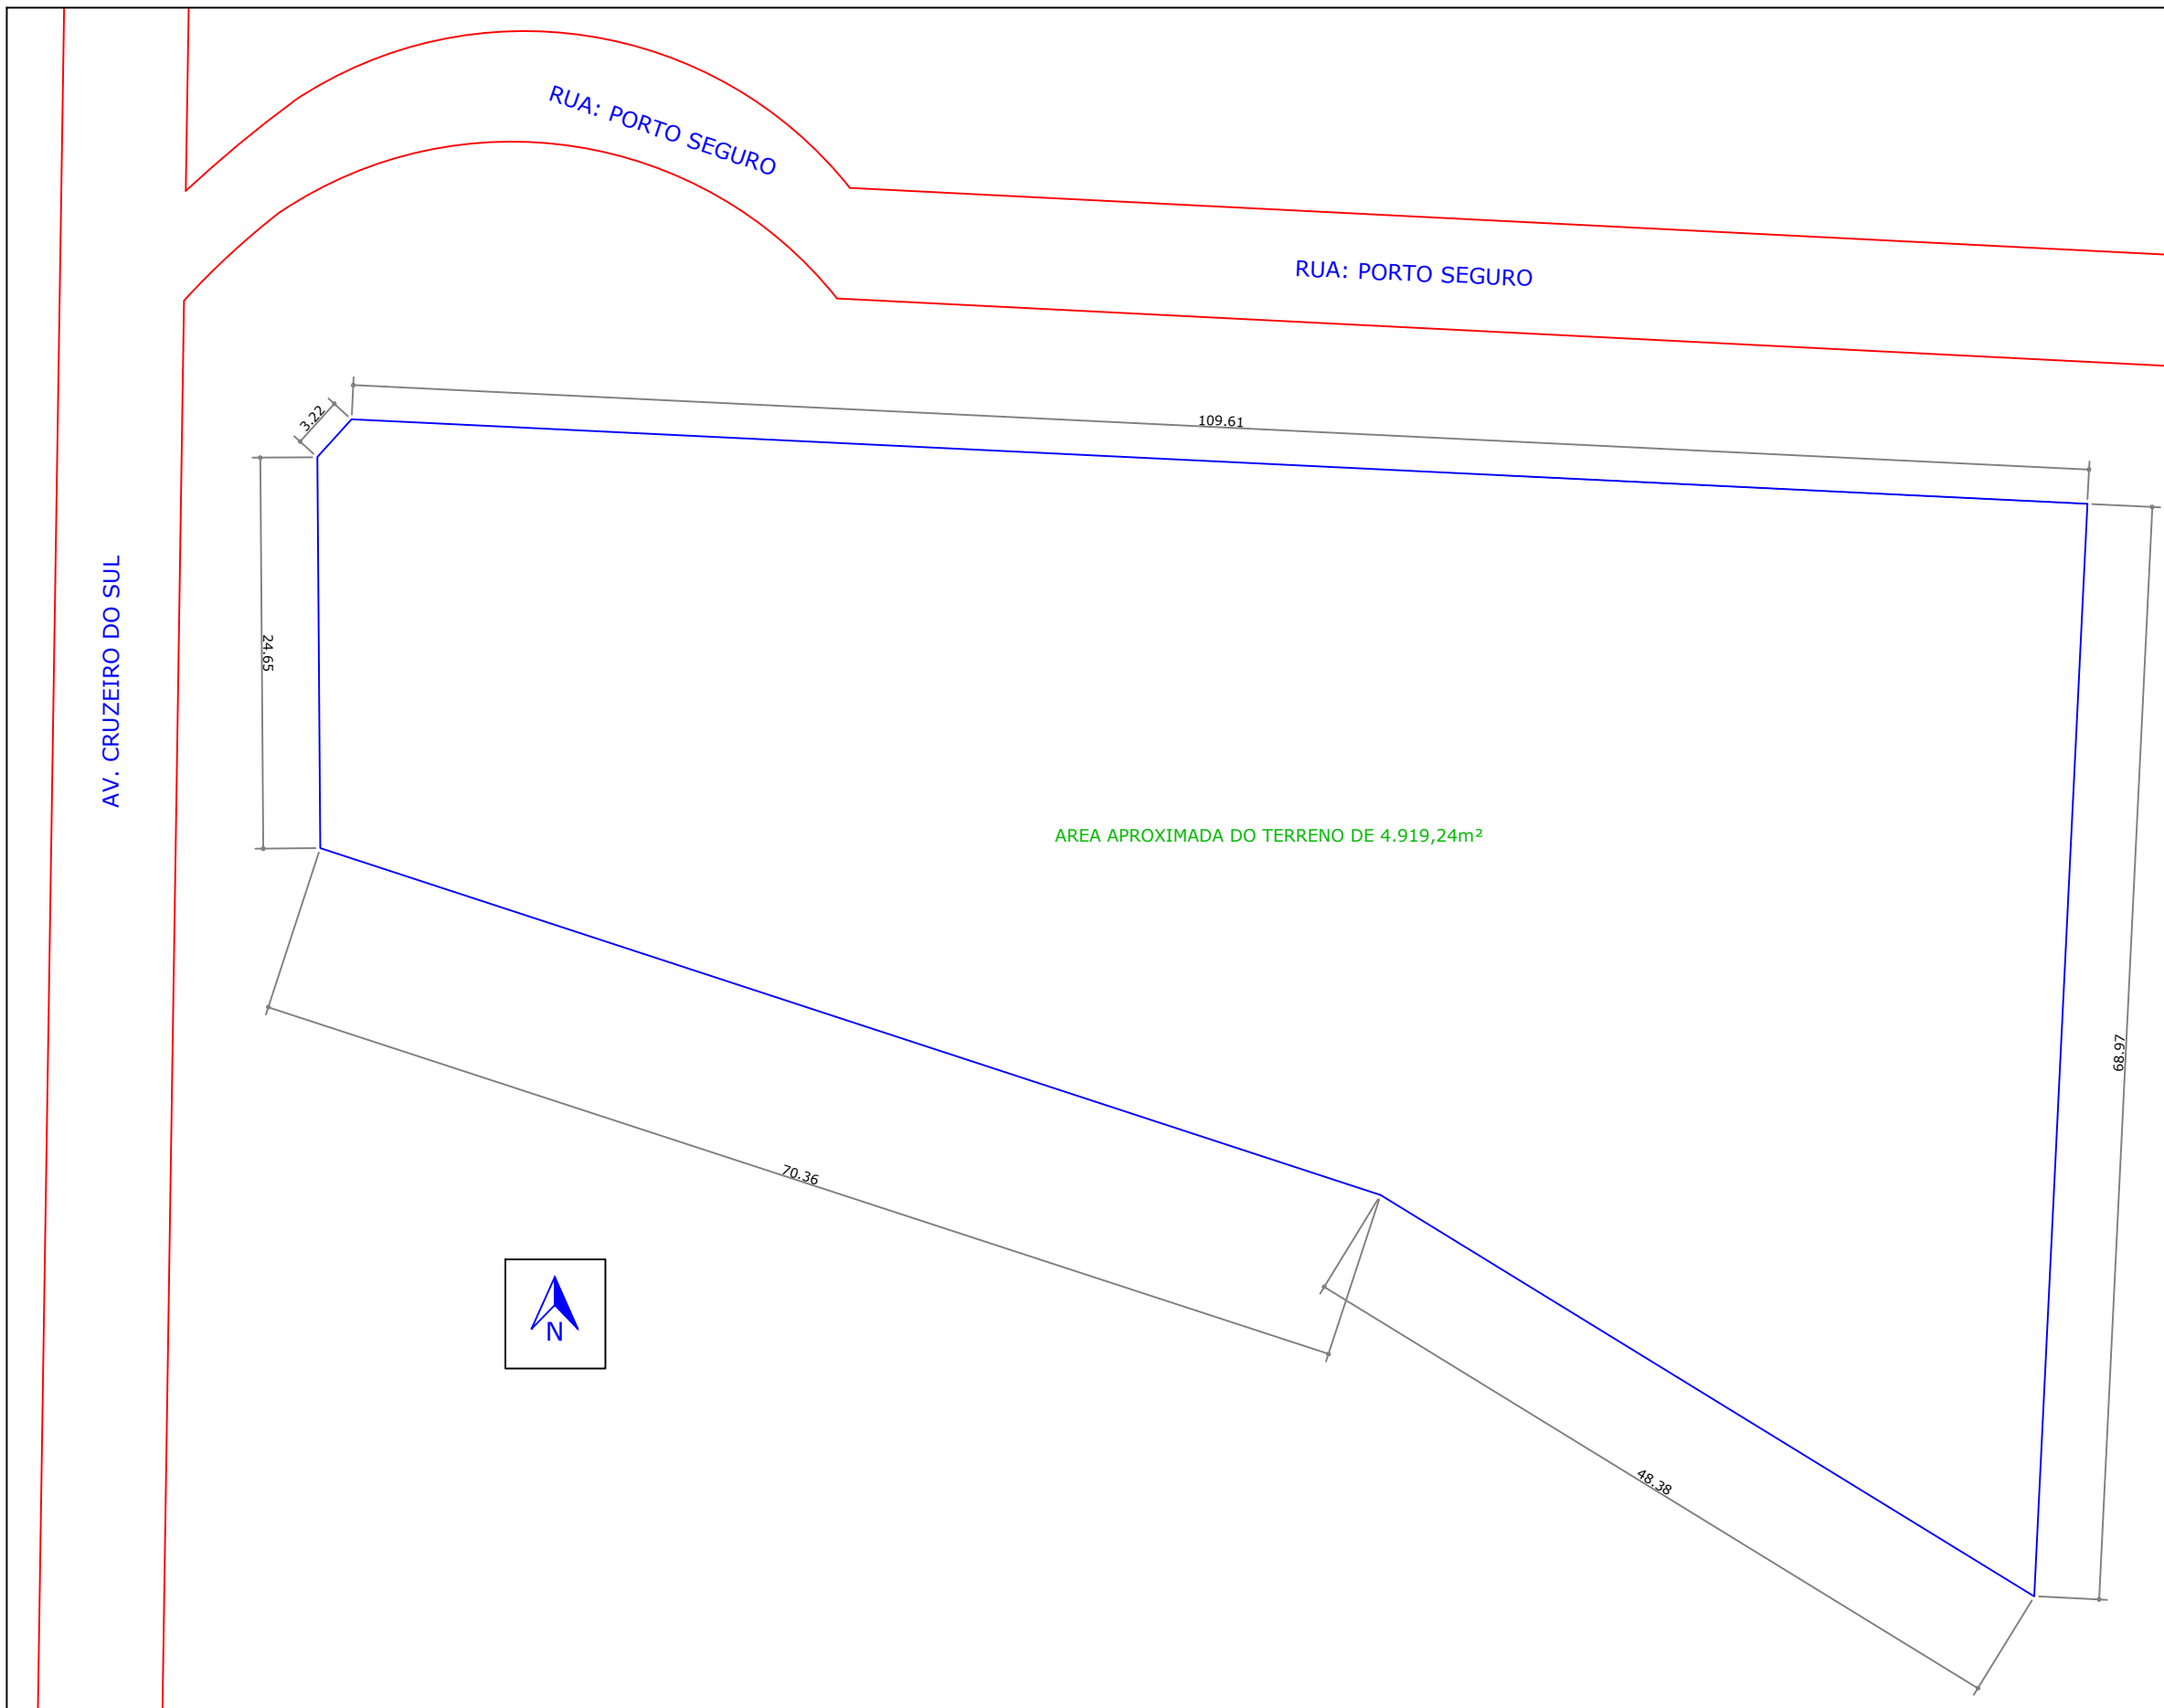 RUA: PORTO SEGURO
RUA: PORTO SEGURO
3.22
109.61
24.65
AV. CRUZEIRO DO SUL
AREA APROXIMADA DO TERRENO DE 4.919,24m²
68.97
70.36
N
48.38